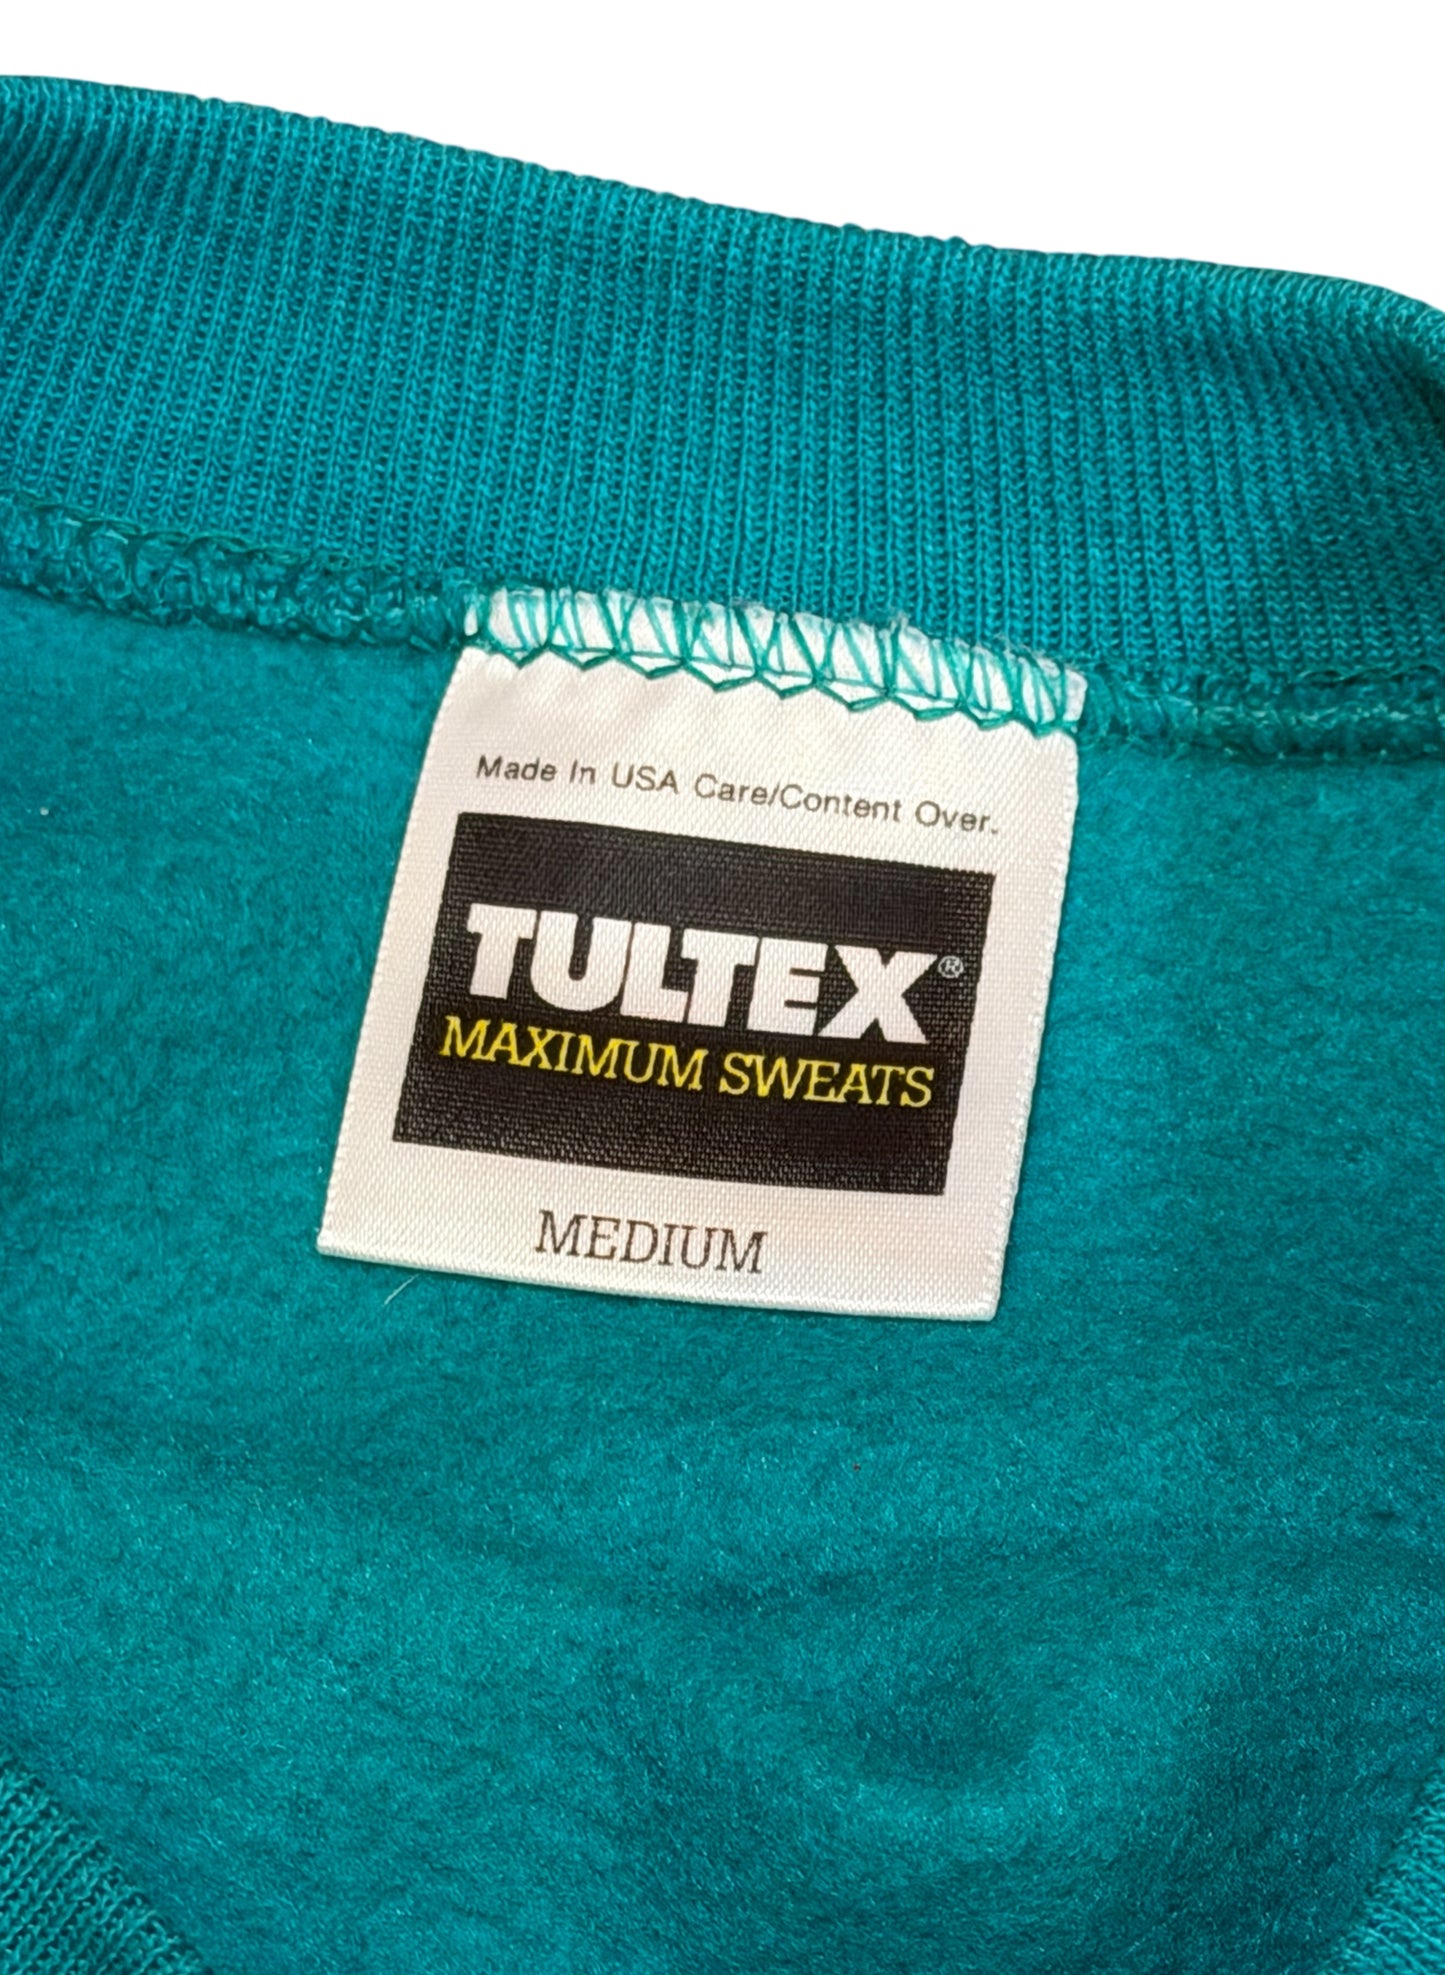 Made In USA Care/Content Over.
TULTEX®
MAXIMUM SWEATS
MEDIUM